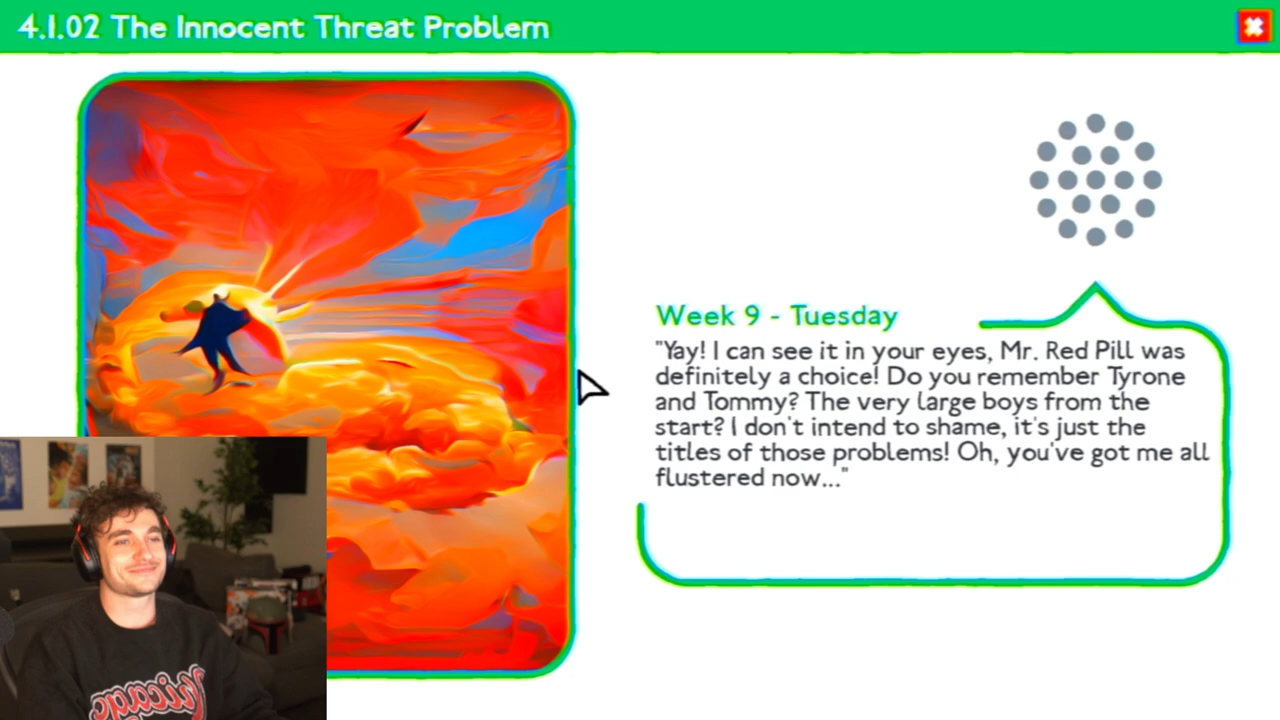 4.1.02 The Innocent Threat Problem
Week 9 - Tuesday
"Yay! I can see it in your eyes, Mr. Red Pill was
definitely a choice! Do you remember Tyrone
and Tommy? The very large boys from the
start? I don't intend to shame, it's just the
titles of those problems! Oh, you've got me all
flustered now..."
Chicago